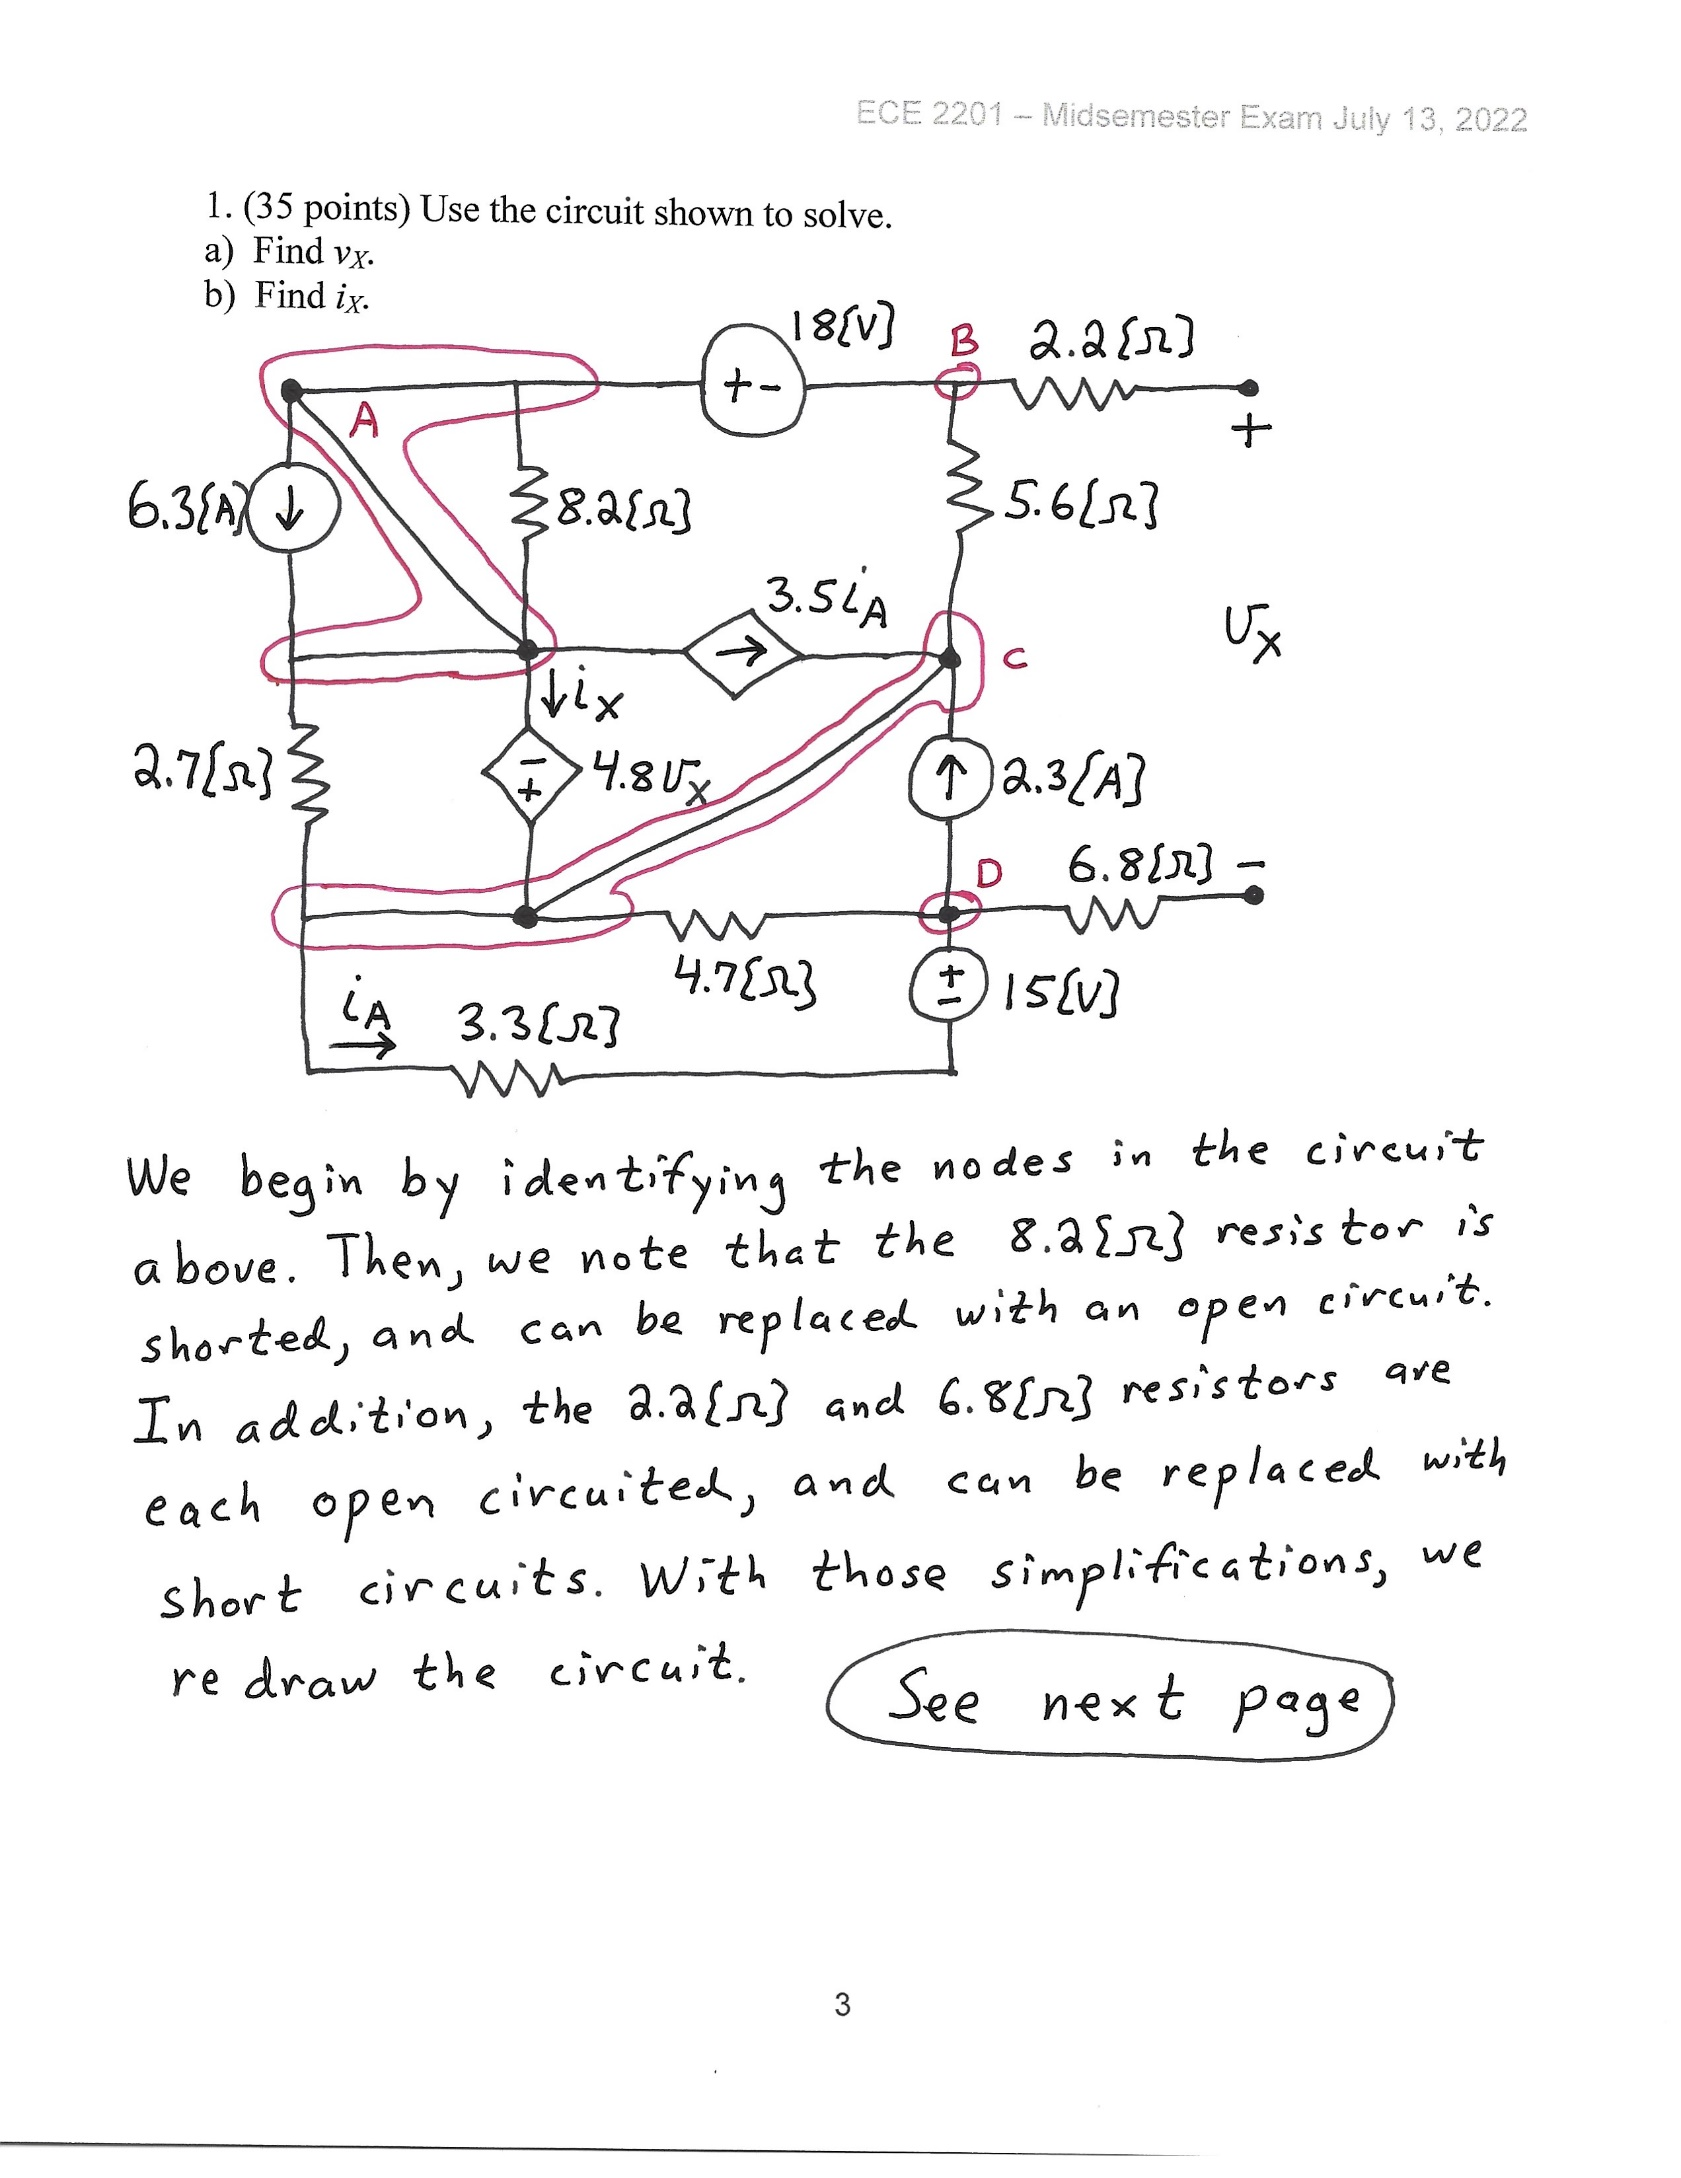 ECE 2201 – Midsemester Exam July 13, 2022
1. (35 points) Use the circuit shown to solve.
a) Find vX.
b) Find iX.
18[V]
B
2.2[Ω]
+ -
A
+
6.3[A]
8.2[Ω]
5.6[Ω]
3.5iA
vX
C
iX
2.7[Ω]
-
+
4.8vX
2.3[A]
D
6.8[Ω]
-
4.7[Ω]
+
-
15[V]
iA
3.3[Ω]
We begin by identifying the nodes in the circuit
above. Then, we note that the 8.2[Ω] resistor is
shorted, and can be replaced with an open circuit.
In addition, the 2.2[Ω] and 6.8[Ω] resistors are
each open circuited, and can be replaced with
short circuits. With those simplifications, we
redraw the circuit.
See next page
3